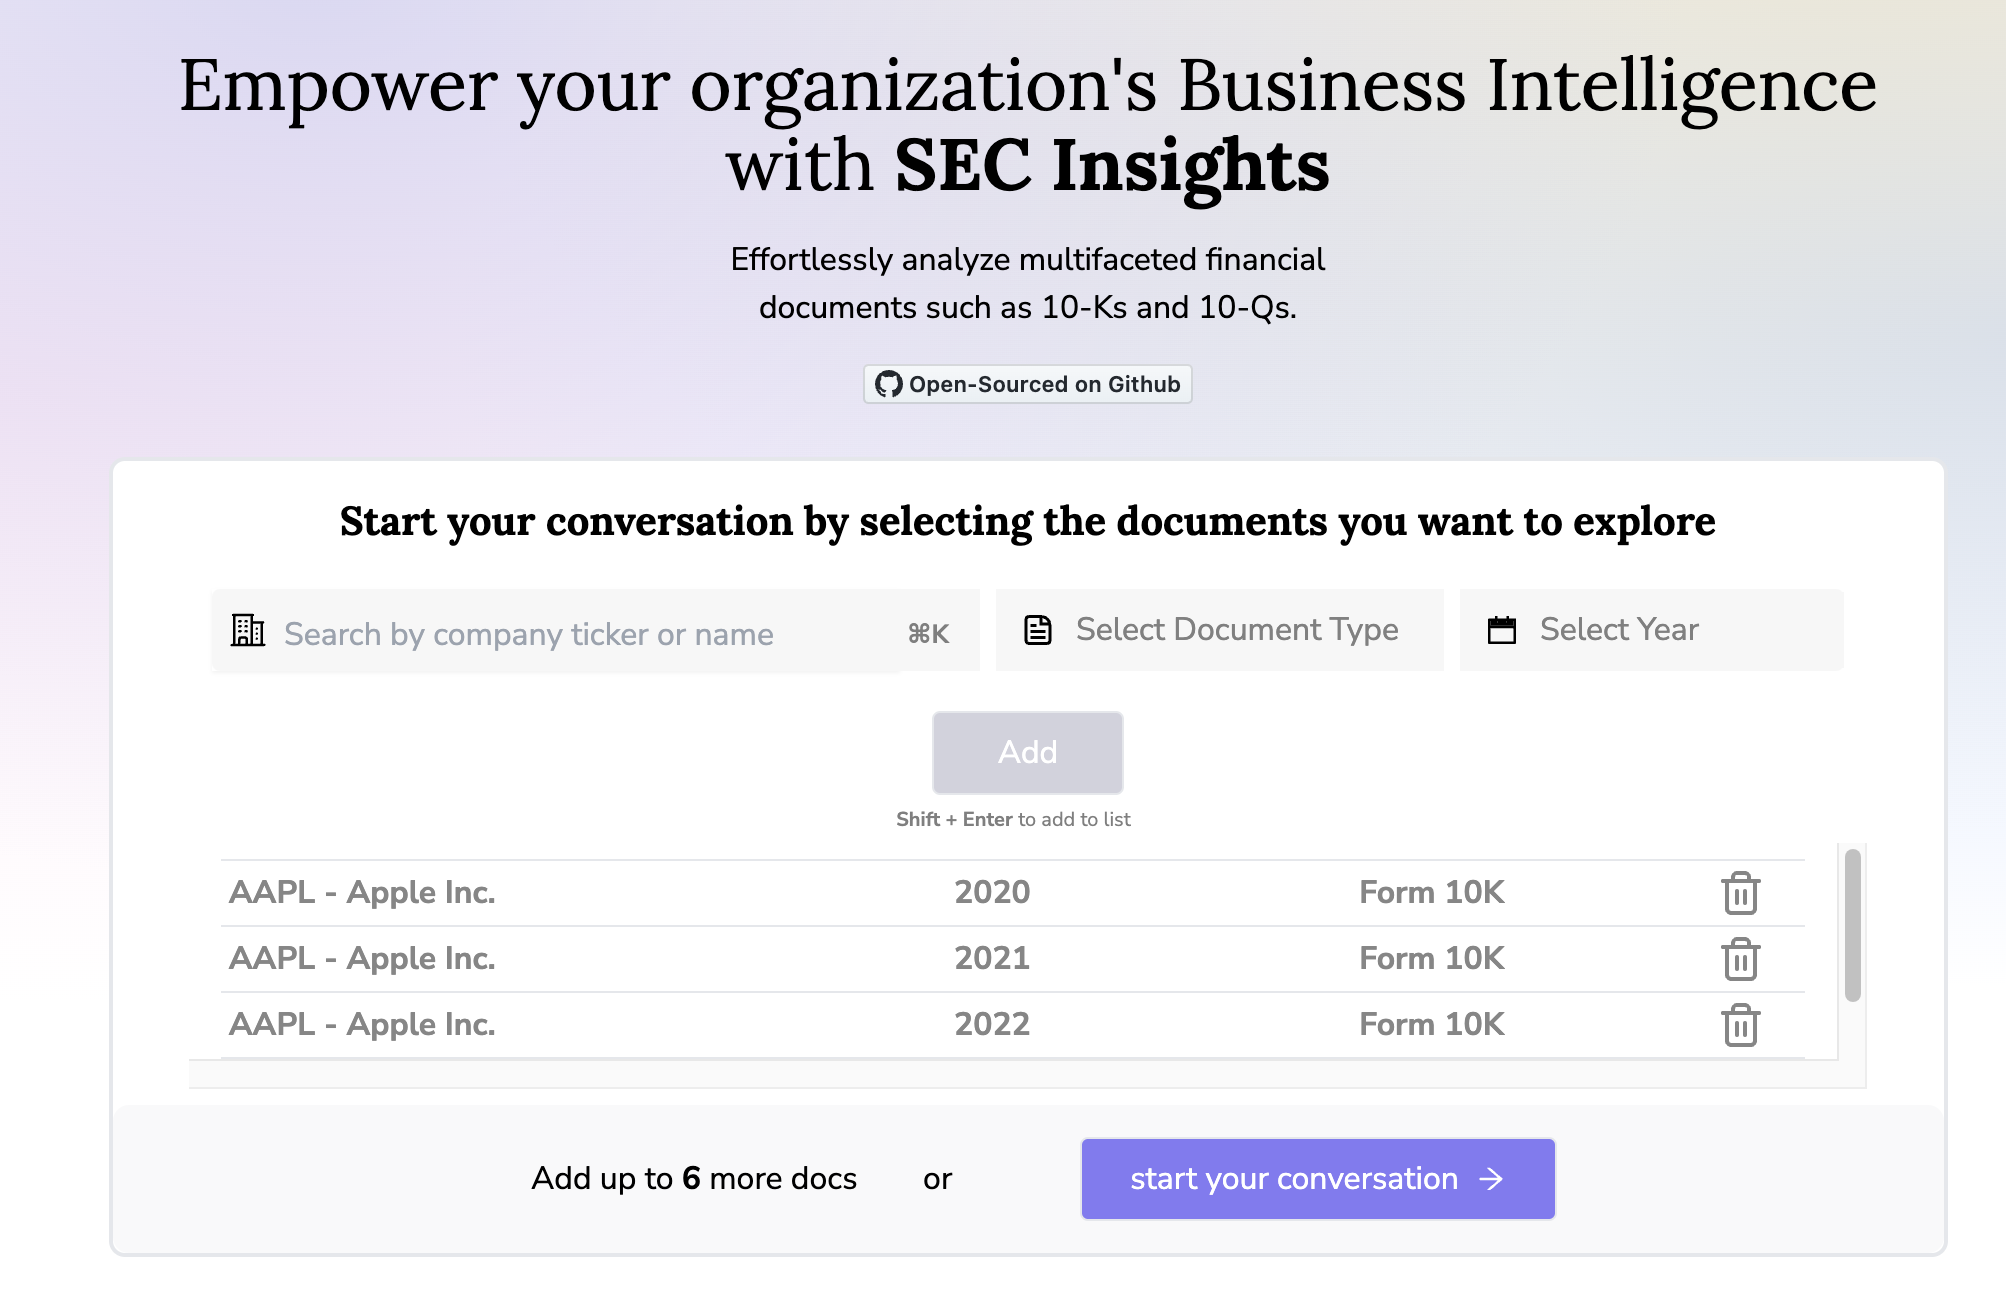 Empower your organization's Business Intelligence
with SEC Insights
Effortlessly analyze multifaceted financial
documents such as 10-Ks and 10-Qs.
Open-Sourced on Github
Start your conversation by selecting the documents you want to explore
Search by company ticker or name ⌘K Select Document Type Select Year
Add
Shift + Enter to add to list
AAPL - Apple Inc. 2020 Form 10K
AAPL - Apple Inc. 2021 Form 10K
AAPL - Apple Inc. 2022 Form 10K
Add up to 6 more docs or start your conversation →